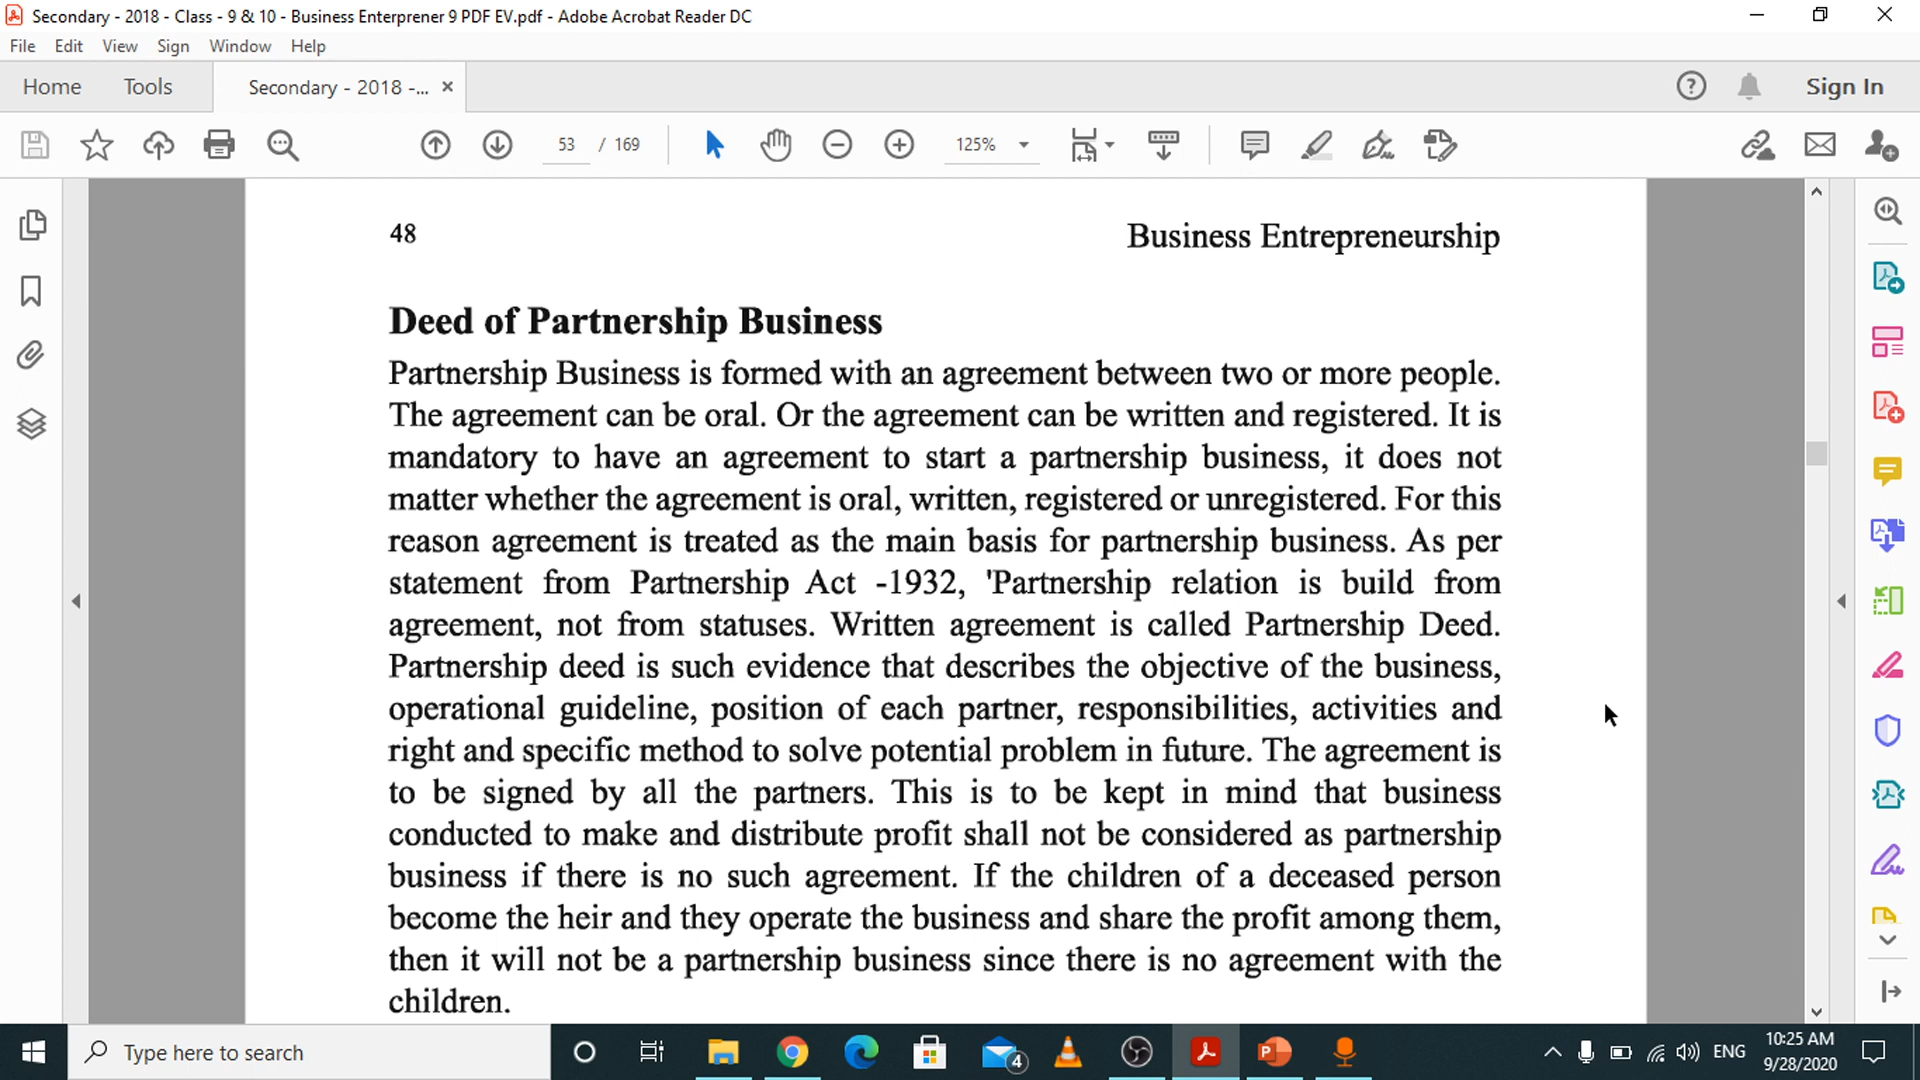 Secondary - 2018 - Class - 9 & 10 - Business Enterprener 9 PDF EV.pdf - Adobe Acrobat Reader DC
File Edit View Sign Window Help
Home Tools Secondary - 2018 -... × Sign In
53 / 169 125%
48 Business Entrepreneurship
Deed of Partnership Business
Partnership Business is formed with an agreement between two or more people.
The agreement can be oral. Or the agreement can be written and registered. It is
mandatory to have an agreement to start a partnership business, it does not
matter whether the agreement is oral, written, registered or unregistered. For this
reason agreement is treated as the main basis for partnership business. As per
statement from Partnership Act -1932, 'Partnership relation is build from
agreement, not from statuses. Written agreement is called Partnership Deed.
Partnership deed is such evidence that describes the objective of the business,
operational guideline, position of each partner, responsibilities, activities and
right and specific method to solve potential problem in future. The agreement is
to be signed by all the partners. This is to be kept in mind that business
conducted to make and distribute profit shall not be considered as partnership
business if there is no such agreement. If the children of a deceased person
become the heir and they operate the business and share the profit among them,
then it will not be a partnership business since there is no agreement with the
children.
Type here to search 4 ENG 10:25 AM
9/28/2020